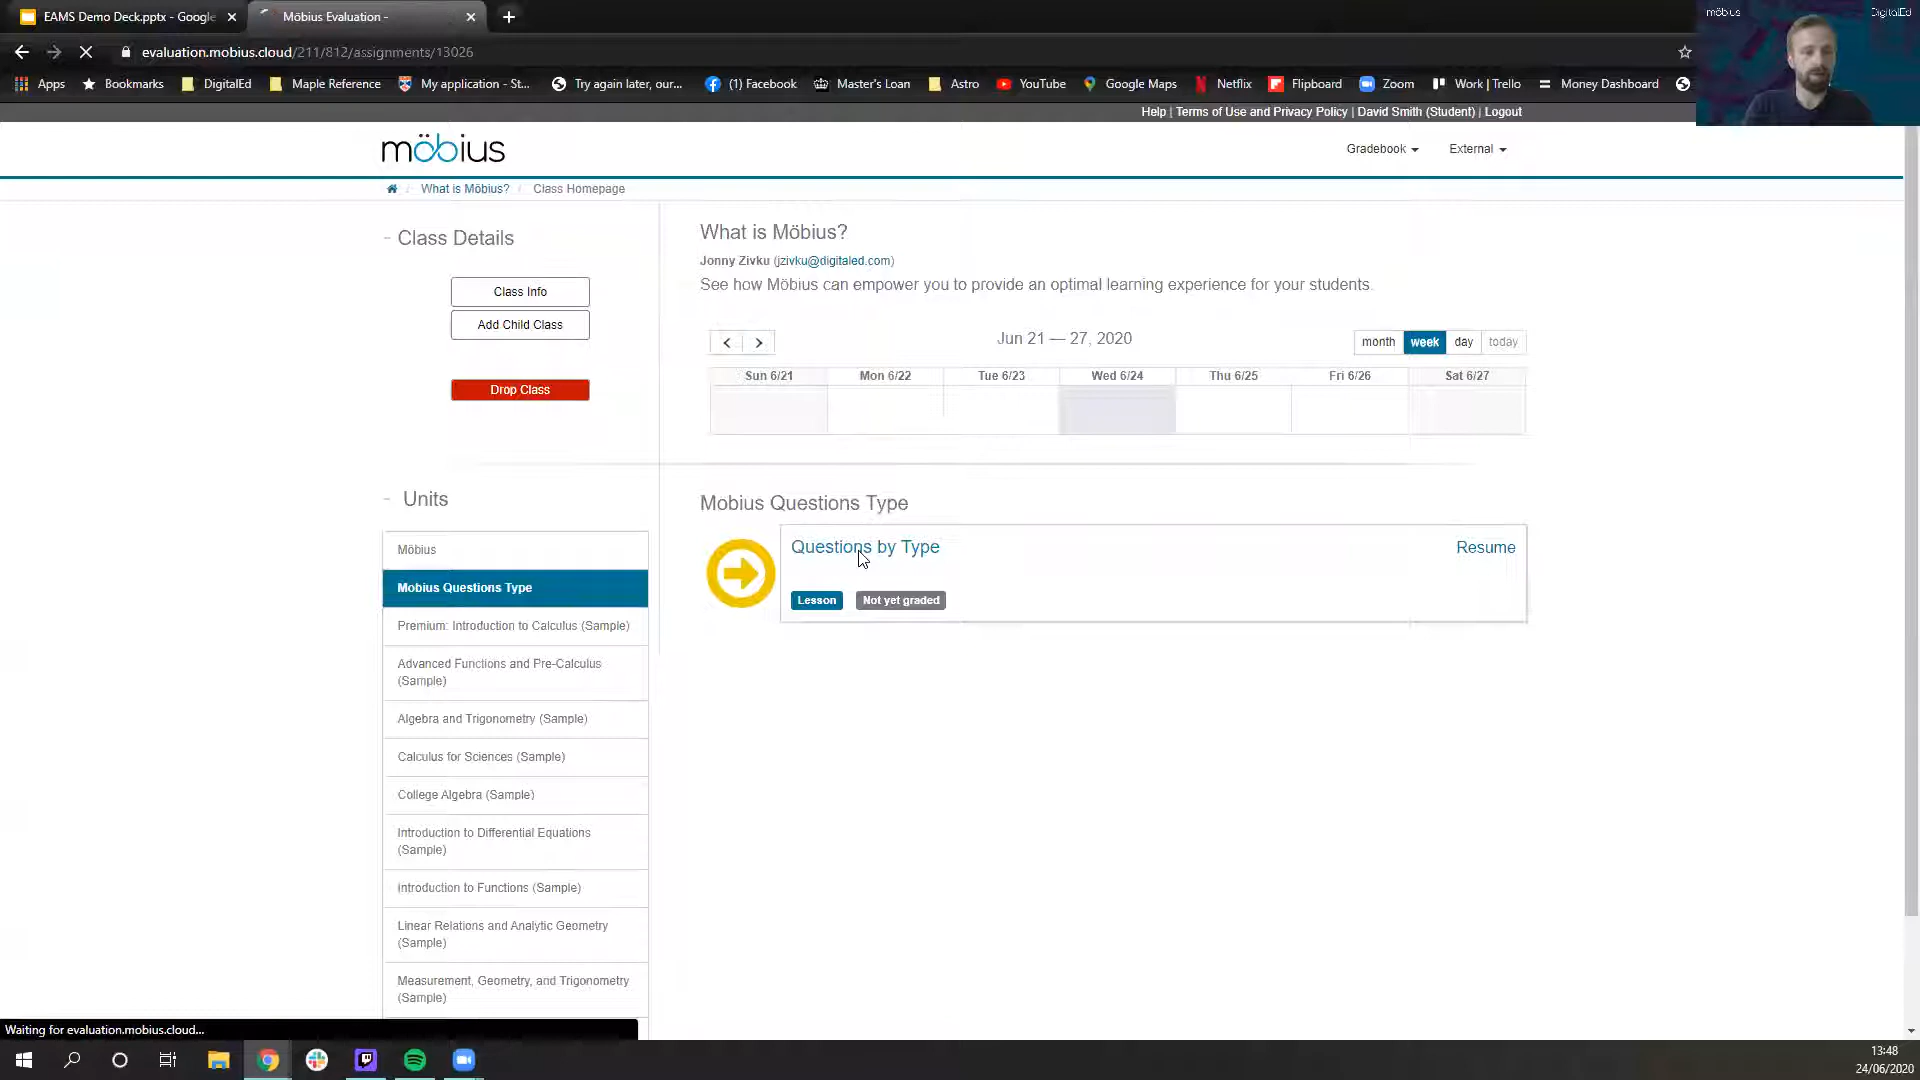 EAMS Demo Deck.pptx - Google
Möbius Evaluation -
möbius
DigitalEd
evaluation.mobius.cloud/211/812/assignments/13026
Apps
Bookmarks
DigitalEd
Maple Reference
My application - St...
Try again later, our...
(1) Facebook
Master's Loan
Astro
YouTube
Google Maps
Netflix
Flipboard
Zoom
Work | Trello
Money Dashboard
Help | Terms of Use and Privacy Policy | David Smith (Student) | Logout
möbius
Gradebook
External
What is Möbius? / Class Homepage
Class Details
Class Info
Add Child Class
Drop Class
What is Möbius?
Jonny Zivku (jzivku@digitaled.com)
See how Möbius can empower you to provide an optimal learning experience for your students.
Jun 21 — 27, 2020
month
week
day
today
Sun 6/21
Mon 6/22
Tue 6/23
Wed 6/24
Thu 6/25
Fri 6/26
Sat 6/27
Units
Möbius
Mobius Questions Type
Premium: Introduction to Calculus (Sample)
Advanced Functions and Pre-Calculus
(Sample)
Algebra and Trigonometry (Sample)
Calculus for Sciences (Sample)
College Algebra (Sample)
Introduction to Differential Equations
(Sample)
Introduction to Functions (Sample)
Linear Relations and Analytic Geometry
(Sample)
Measurement, Geometry, and Trigonometry
(Sample)
Mobius Questions Type
Questions by Type
Resume
Lesson
Not yet graded
Waiting for evaluation.mobius.cloud...
13:48
24/06/2020